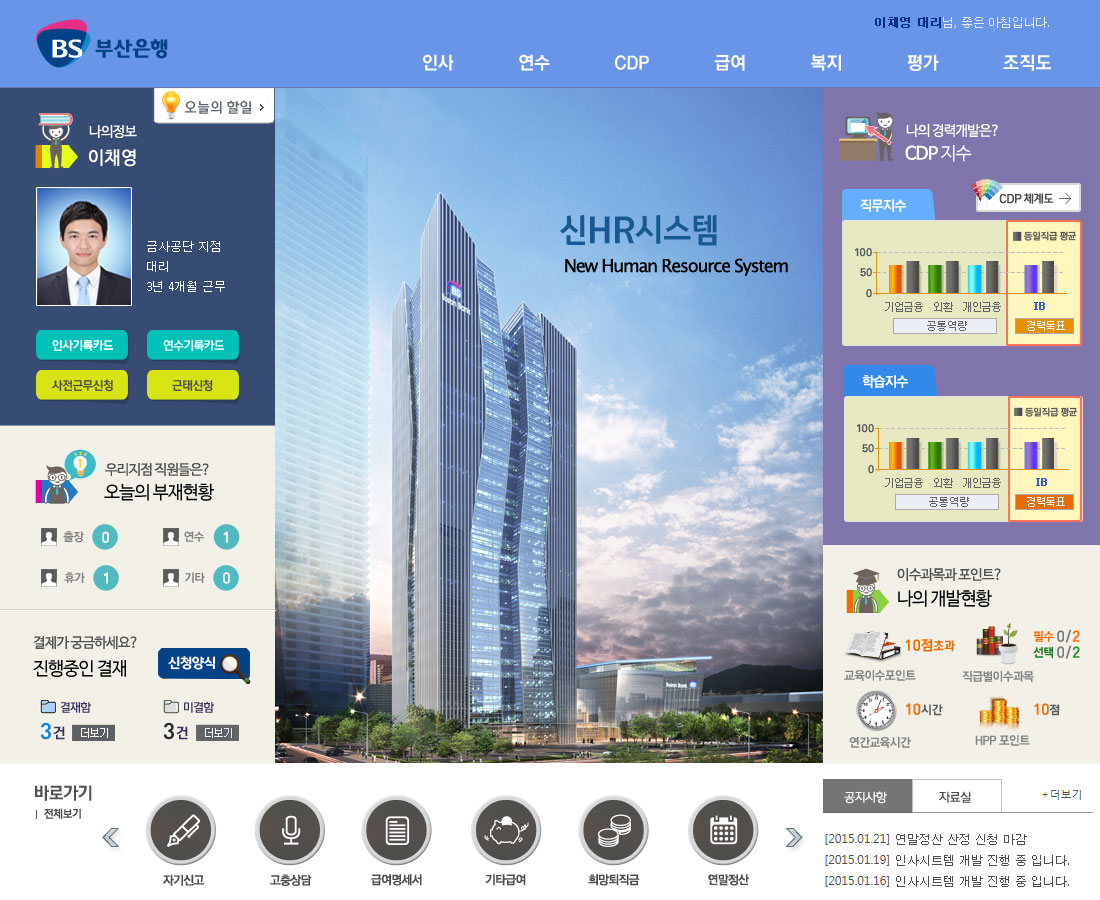 이채영 대리님, 좋은 아침입니다.
BS 부산은행
인사 연수 CDP 급여 복지 평가 조직도
오늘의 할일
나의정보
이채영
금사공단 지점
대리
3년 4개월 근무
인사기록카드 연수기록카드
사전근무신청 근태신청
우리지점 직원들은?
오늘의 부재현황
출장 0 연수 1
휴가 1 기타 0
결제가 궁금하세요?
진행중인 결재
신청양식
결재함 미결함
3건 더보기 3건 더보기
신HR시스템
New Human Resource System
BS
Busan Bank
Busan Bank
나의 경력개발은?
CDP 지수
CDP 체계도
직무지수
동일직급 평균
100
50
0
기업금융 외환 개인금융 IB
공통역량 경력목표
학습지수
동일직급 평균
100
50
0
기업금융 외환 개인금융 IB
공통역량 경력목표
이수과목과 포인트?
나의 개발현황
10점초과
교육이수포인트
필수 0/2
선택 0/2
직급별이수과목
10시간
연간교육시간
10점
HPP 포인트
바로가기
전체보기
자기신고 고충상담 급여명세서 기타급여 희망퇴직금 연말정산
공지사항 자료실 +더보기
[2015.01.21] 연말정산 산정 신청 마감
[2015.01.19] 인사시트템 개발 진행 중 입니다.
[2015.01.16] 인사시트템 개발 진행 중 입니다.